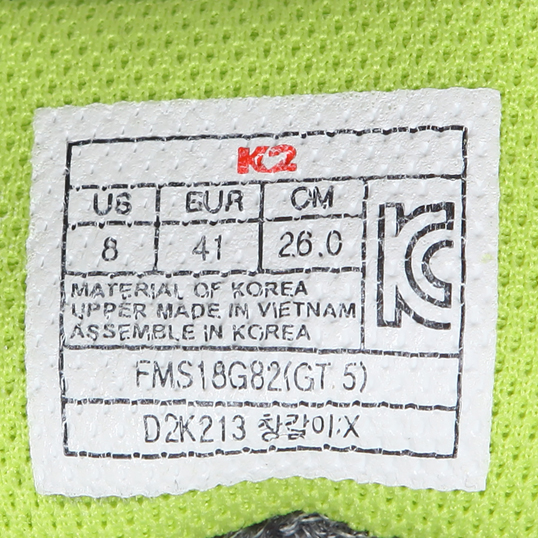 K2
US EUR CM
8 41 26.0
MATERIAL OF KOREA
UPPER MADE IN VIETNAM
ASSEMBLE IN KOREA
FMS18G82(GT.5)
D2K213 창갈이:X